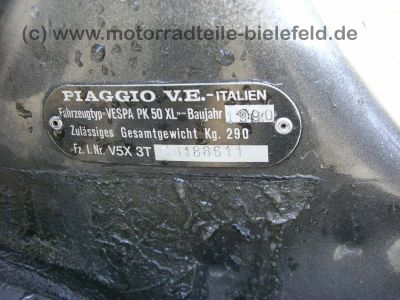 (c) www.motorradteile-bielefeld.de
PIAGGIO V.E.-ITALIEN
Fahrzeugtyp-VESPA PK 50 XL"-Baujahr 1990
Zulässiges Gesamtgewicht Kg. 290
Fz. I. Nr. V5X 3T